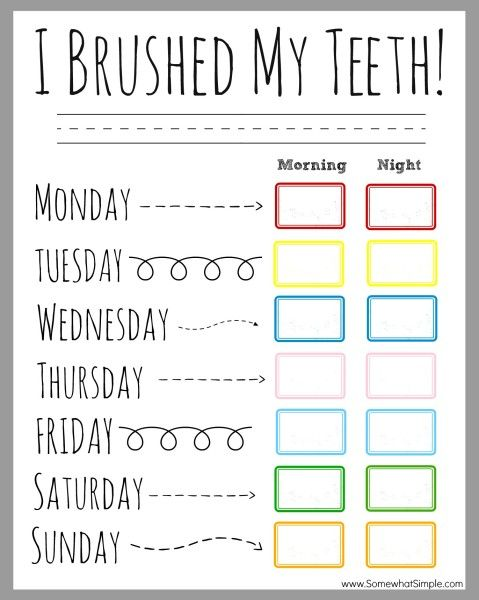 I BRUSHED MY TEETH!
Morning Night
MONDAY
TUESDAY
WEDNESDAY
THURSDAY
FRIDAY
SATURDAY
SUNDAY
www.SomewhatSimple.com